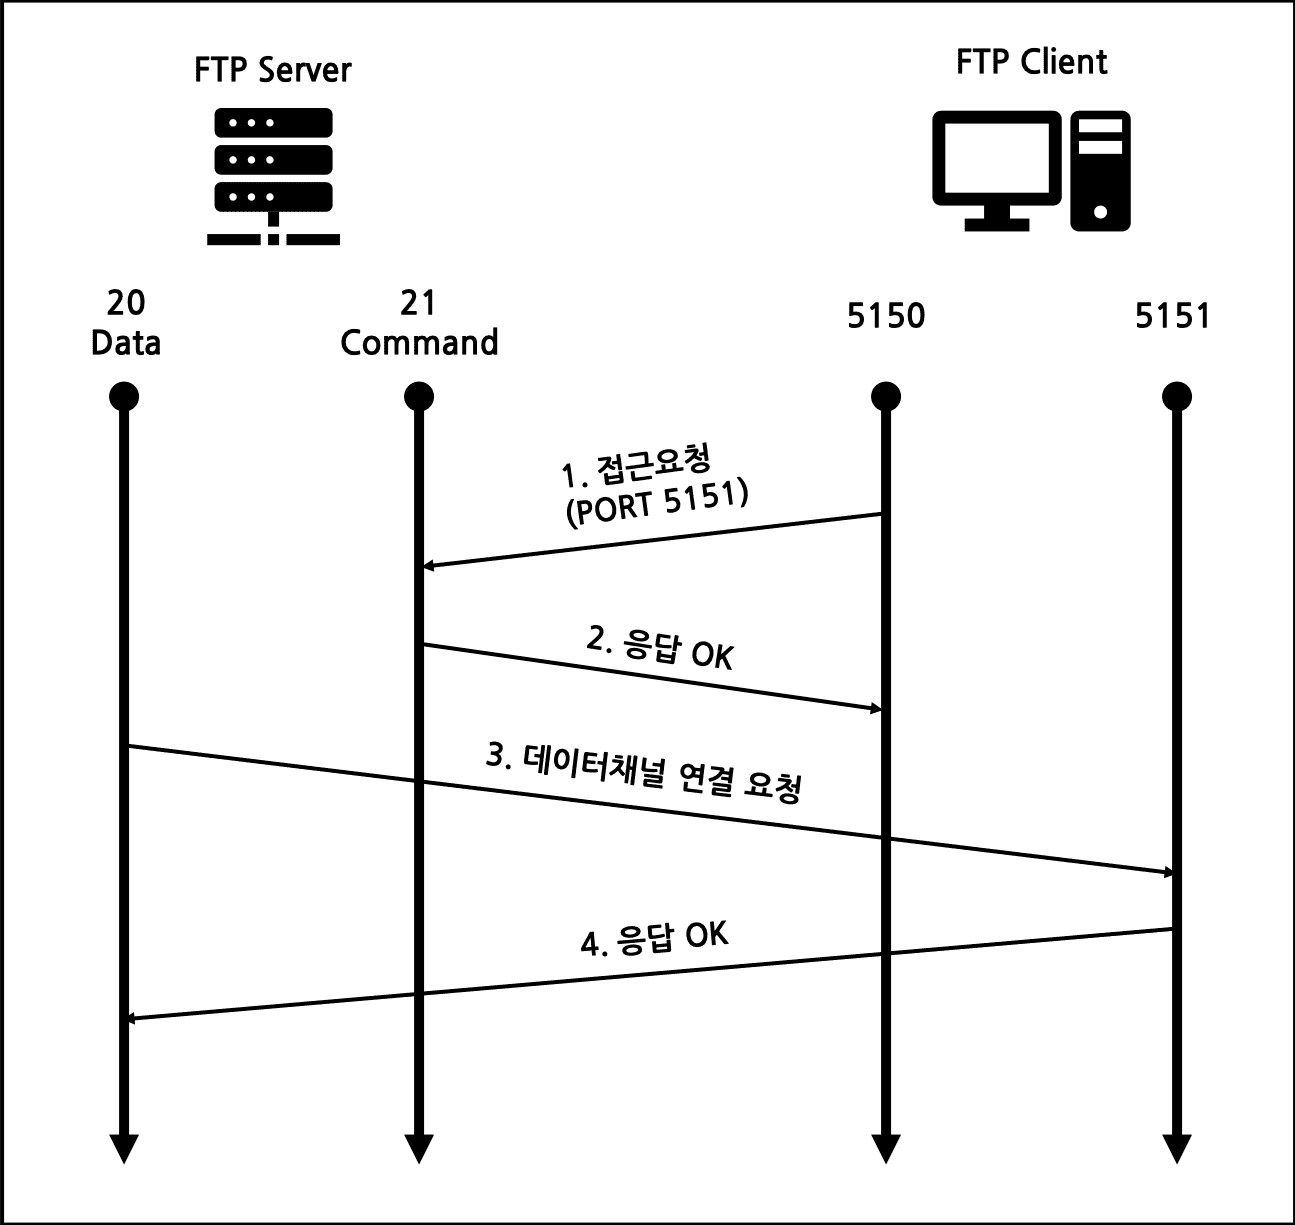 FTP Server
FTP Client
20
Data
21
Command
5150
5151
1. 접근요청
(PORT 5151)
2. 응답 OK
3. 데이터채널 연결 요청
4. 응답 OK